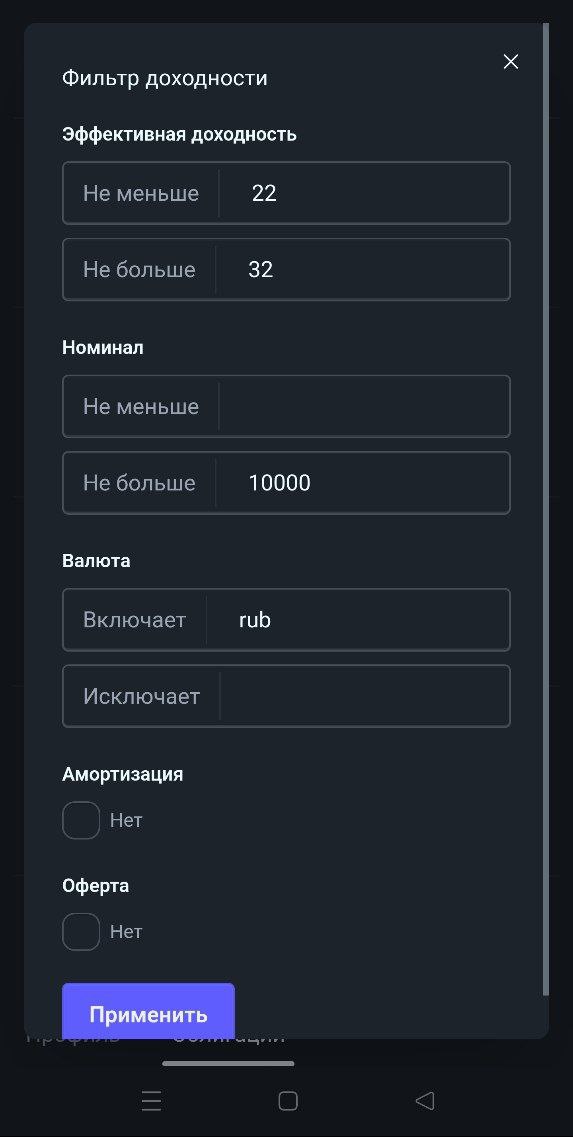 Фильтр доходности
Эффективная доходность
Не меньше 22
Не больше 32
Номинал
Не меньше
Не больше 10000
Валюта
Включает rub
Исключает
Амортизация
Нет
Оферта
Нет
Применить
Профиль Облигации